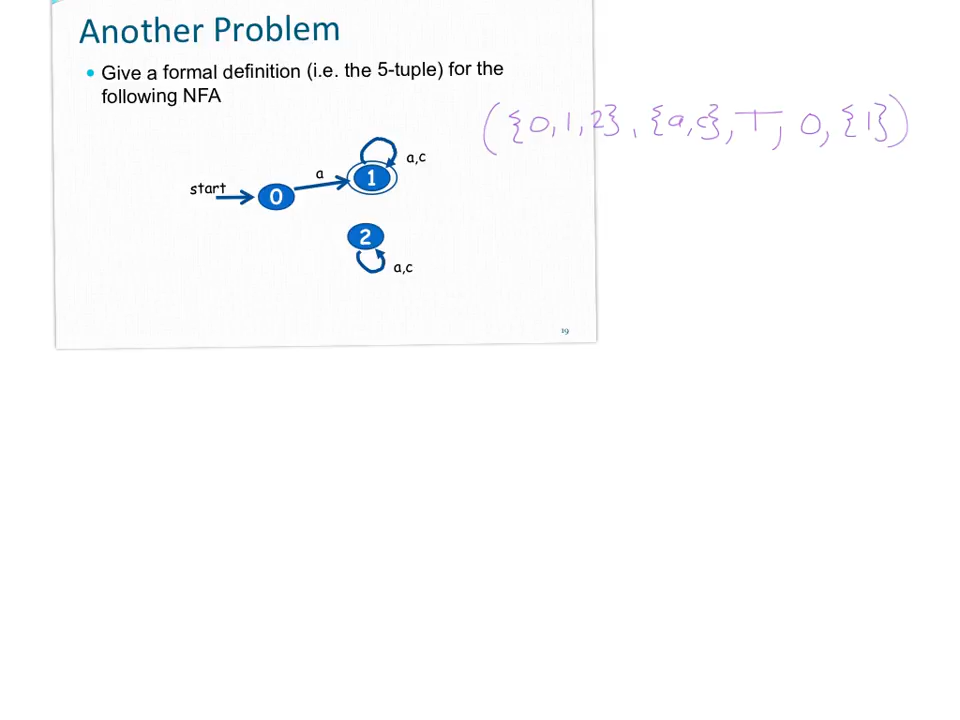 Another Problem
• Give a formal definition (i.e. the 5-tuple) for the
following NFA
({0,1,2}, {a,c}, T, 0, {1})
a,c
a
1
start
0
2
a,c
19